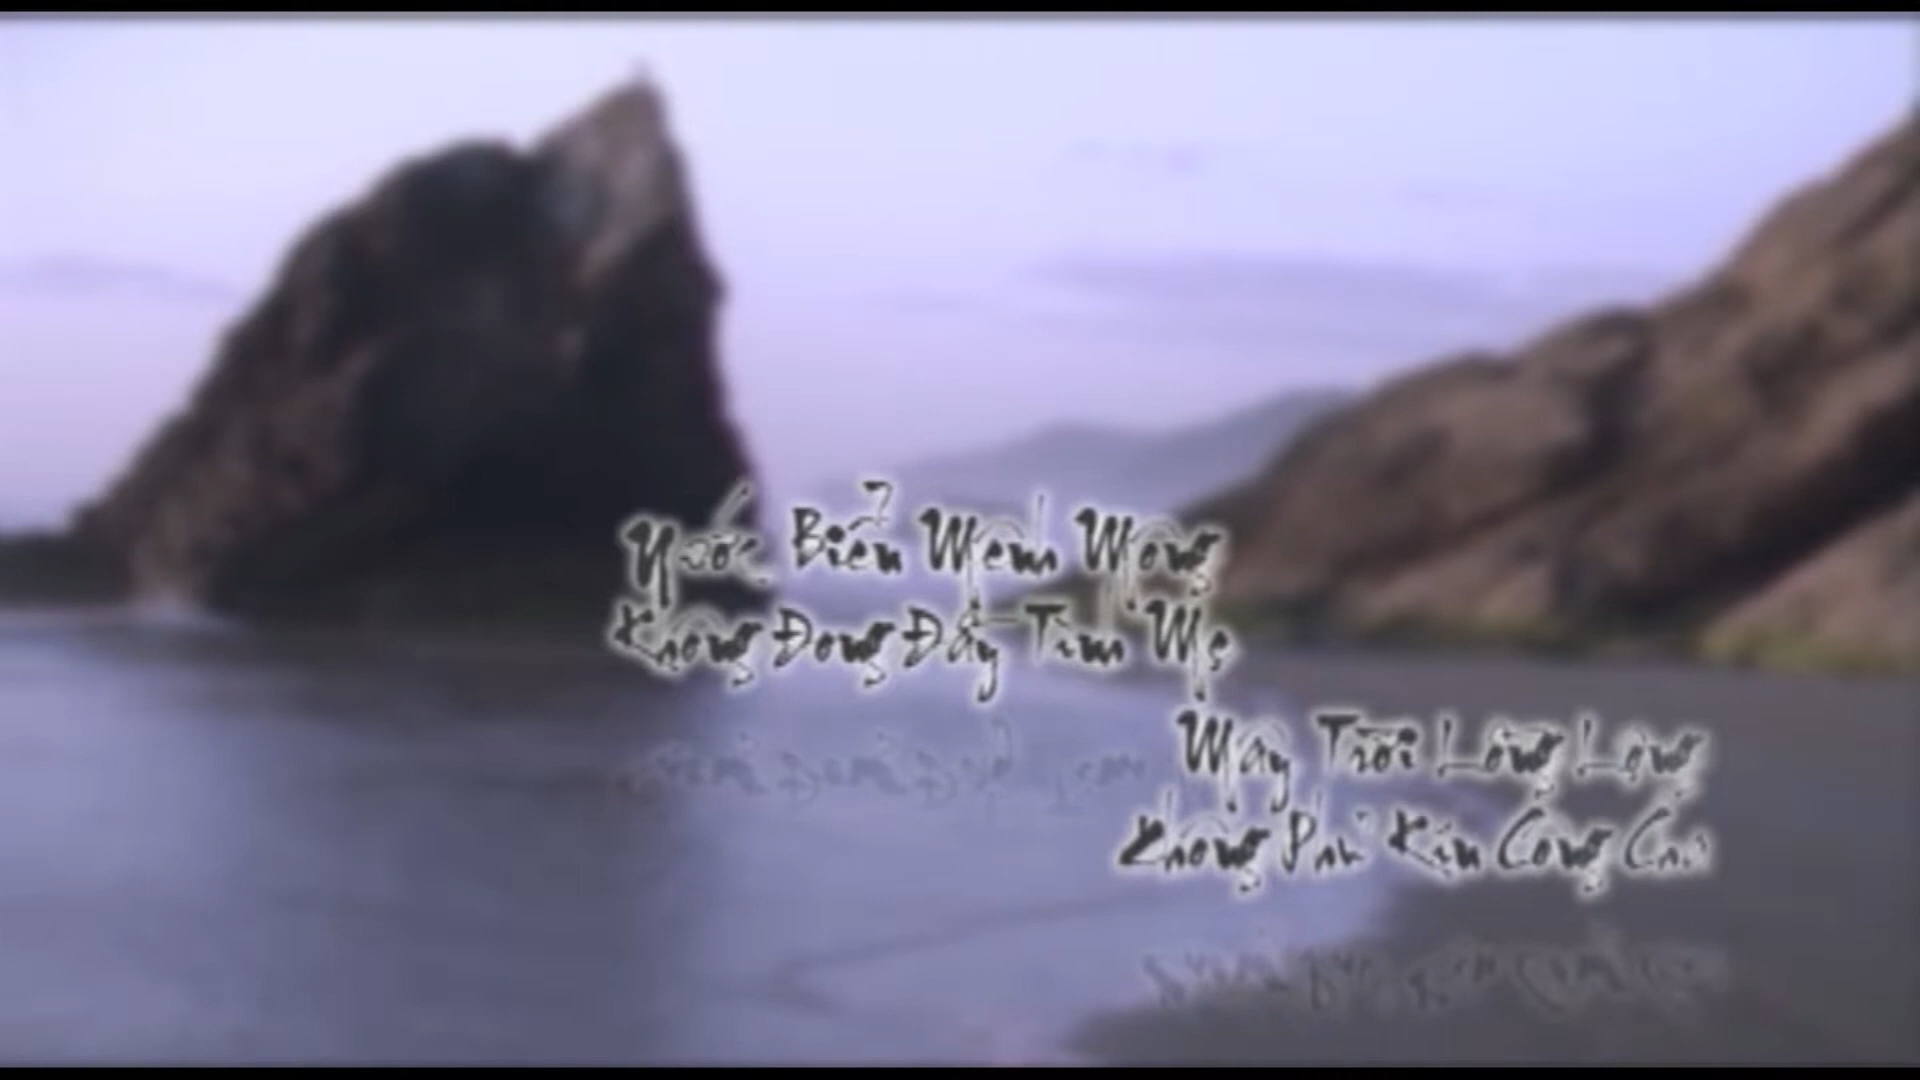 Nước Biển Mênh Mông
Không Đong Đầy Tình Mẹ
Mây Trời Lồng Lộng
Không Phủ Kín Công Cha